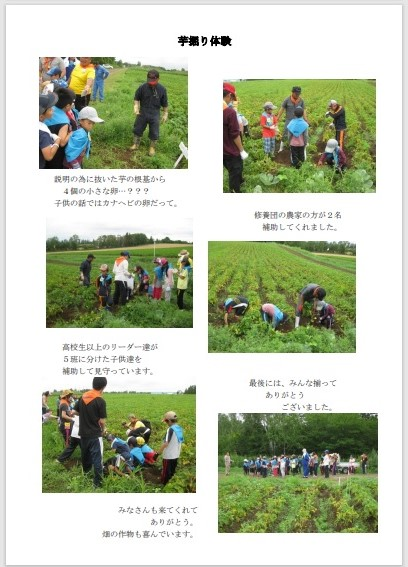 芋掘り体験
説明の為に抜いた芋の根基から
４個の小さな卵…？？？
子供の話ではカナヘビの卵だって。
修養団の農家の方が２名
補助してくれました。
高校生以上のリーダー達が
５班に分けた子供達を
補助して見守っています。
最後には、みんな揃って
ありがとう
ございました。
みなさんも来てくれて
ありがとう。
畑の作物も喜んでいます。